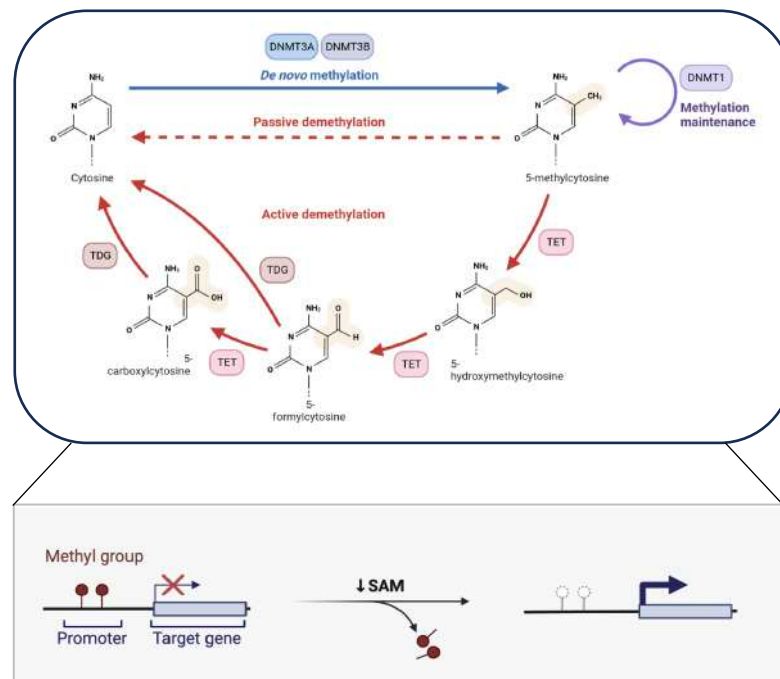 DNMT3A DNMT3B
De novo methylation
NH₂
N
O
N
Cytosine
Passive demethylation
NH₂
CH₃
N
O
N
5-methylcytosine
DNMT1
Methylation
maintenance
Active demethylation
TDG
TDG
TET
NH₂
O
N
OH
O
N
5-
carboxylcytosine
TET
NH₂
O
N
H
O
N
5-
formylcytosine
TET
NH₂
N
OH
O
N
5-
hydroxymethylcytosine
Methyl group
Promoter
Target gene
↓SAM